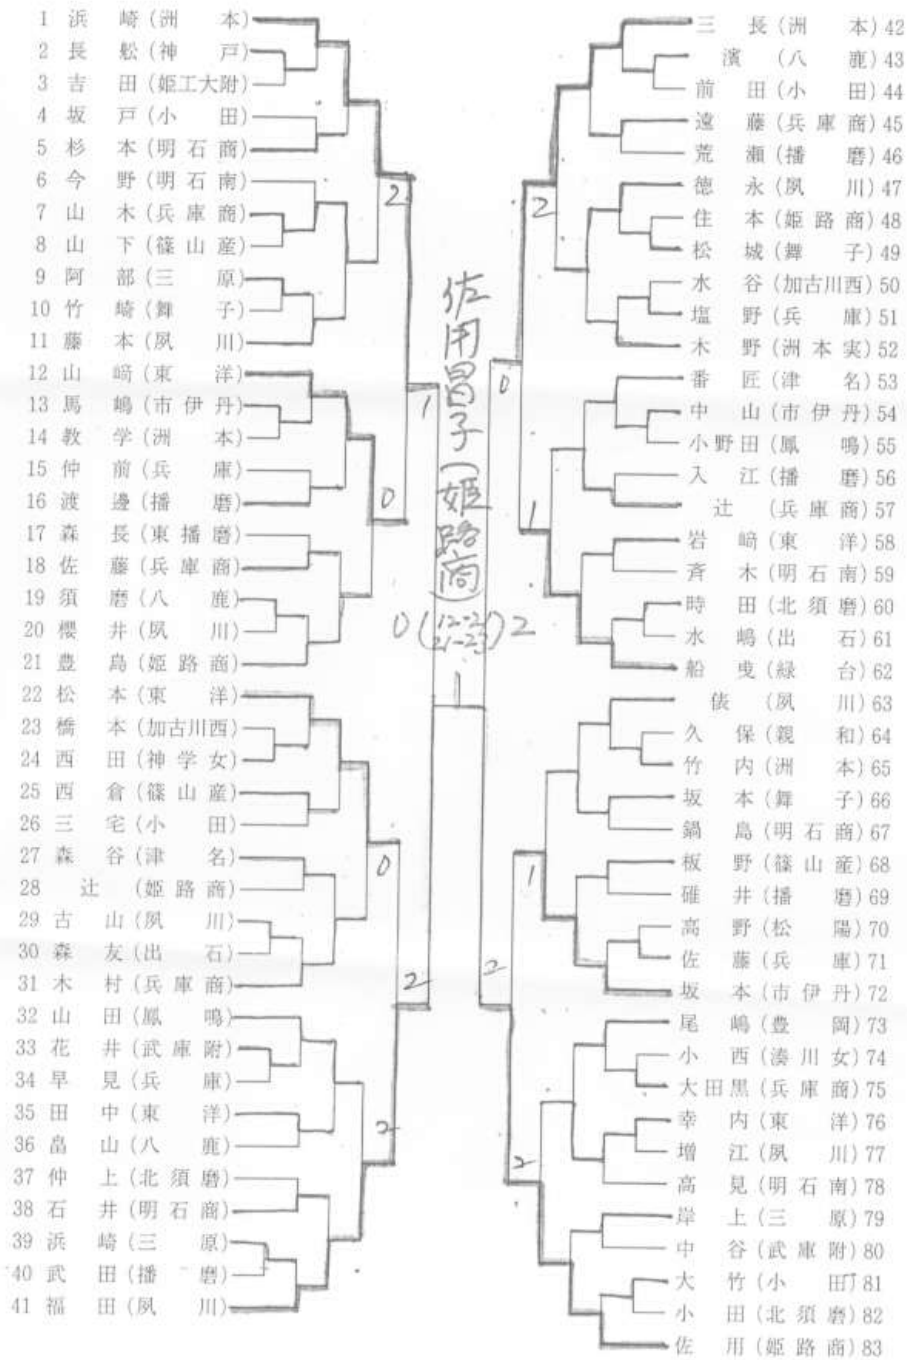 1 浜崎(洲本)
2 長舩(神戸)
3 吉田(姫工大附)
4 坂戸(小田)
5 杉本(明石商)
6 今野(明石南)
7 山木(兵庫商)
8 山下(篠山産)
9 阿部(三原)
10 竹崎(舞子)
11 藤本(夙川)
12 山﨑(東洋)
13 馬嶋(市伊丹)
14 教学(洲本)
15 仲前(兵庫)
16 渡邊(播磨)
17 森長(東播磨)
18 佐藤(兵庫商)
19 須磨(八鹿)
20 櫻井(夙川)
21 豊島(姫路商)
22 松本(東洋)
23 橋本(加古川西)
24 西田(神学女)
25 西倉(篠山産)
26 三宅(小田)
27 森谷(津名)
28 辻(姫路商)
29 古山(夙川)
30 森友(出石)
31 木村(兵庫商)
32 山田(鳳鳴)
33 花井(武庫附)
34 早見(兵庫)
35 田中(東洋)
36 畠山(八鹿)
37 仲上(北須磨)
38 石井(明石商)
39 浜崎(三原)
40 武田(播磨)
41 福田(夙川)
2
0
1
0
2
2
佐用昌子(姫路商)
0(12-21 21-23)2
1
2
0
1
1
2
2
三長(洲本)42
濱(八鹿)43
前田(小田)44
遠藤(兵庫商)45
荒瀬(播磨)46
徳永(夙川)47
住本(姫路商)48
松城(舞子)49
水谷(加古川西)50
塩野(兵庫)51
木野(洲本実)52
番匠(津名)53
中山(市伊丹)54
小野田(鳳鳴)55
入江(播磨)56
辻(兵庫商)57
岩﨑(東洋)58
斉木(明石南)59
時田(北須磨)60
水嶋(出石)61
船曵(緑台)62
俵(夙川)63
久保(親和)64
竹内(洲本)65
坂本(舞子)66
鍋島(明石商)67
板野(篠山産)68
碓井(播磨)69
高野(松陽)70
佐藤(兵庫)71
坂本(市伊丹)72
尾嶋(豊岡)73
小西(湊川女)74
大田黒(兵庫商)75
幸内(東洋)76
増江(夙川)77
高見(明石南)78
岸上(三原)79
中谷(武庫附)80
大竹(小田)81
小田(北須磨)82
佐用(姫路商)83